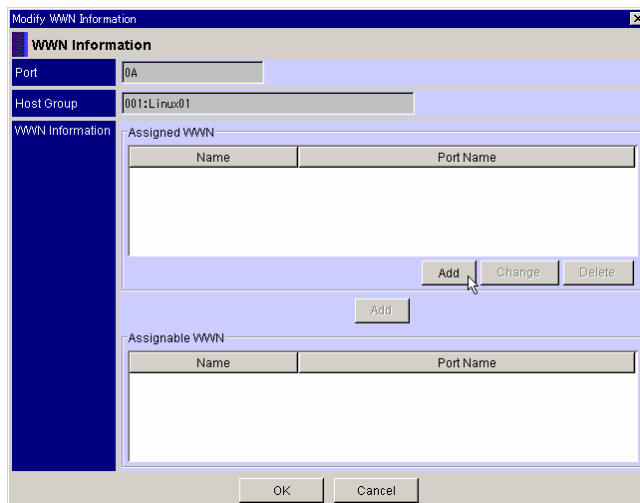 Modify WWN Information
WWN Information
Port
0A
Host Group
001:Linux01
WWN Information
Assigned WWN
Name
Port Name
Add
Change
Delete
Add
Assignable WWN
Name
Port Name
OK
Cancel